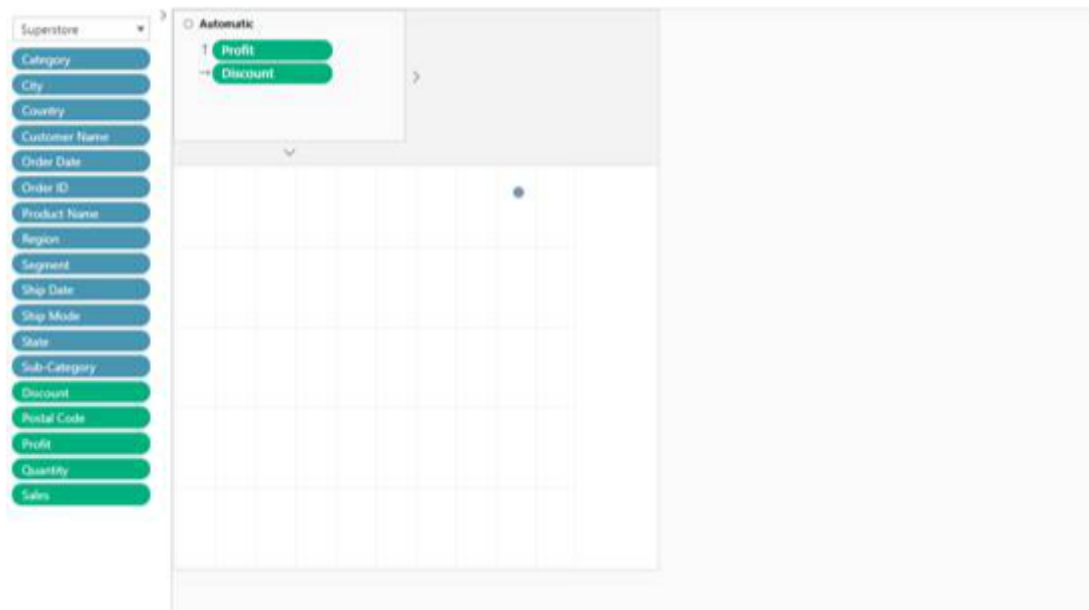 Superstore
Category
City
Country
Customer Name
Order Date
Order ID
Product Name
Region
Segment
Ship Date
Ship Mode
State
Sub-Category
Discount
Postal Code
Profit
Quantity
Sales
Automatic
Profit
Discount